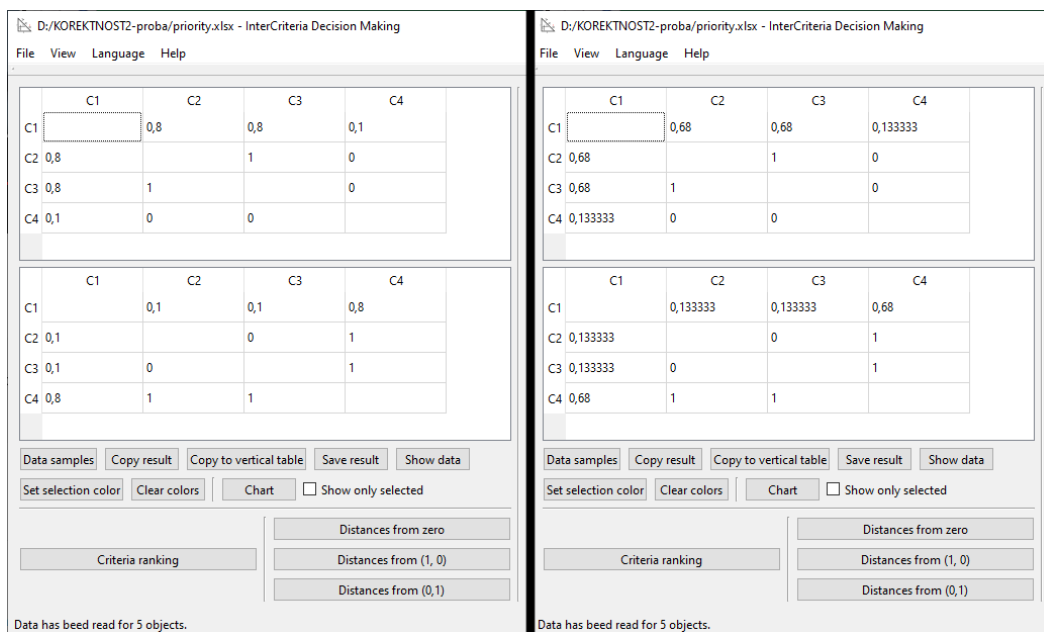 D:/KOREKTNOST2-proba/priority.xlsx - InterCriteria Decision Making
File View Language Help
C1 C2 C3 C4
C1 0,8 0,8 0,1
C2 0,8 1 0
C3 0,8 1 0
C4 0,1 0 0
C1 C2 C3 C4
C1 0,1 0,1 0,8
C2 0,1 0 1
C3 0,1 0 1
C4 0,8 1 1
Data samples Copy result Copy to vertical table Save result Show data
Set selection color Clear colors Chart Show only selected
Distances from zero
Criteria ranking Distances from (1, 0)
Distances from (0,1)
Data has beed read for 5 objects.
D:/KOREKTNOST2-proba/priority.xlsx - InterCriteria Decision Making
File View Language Help
C1 C2 C3 C4
C1 0,68 0,68 0,133333
C2 0,68 1 0
C3 0,68 1 0
C4 0,133333 0 0
C1 C2 C3 C4
C1 0,133333 0,133333 0,68
C2 0,133333 0 1
C3 0,133333 0 1
C4 0,68 1 1
Data samples Copy result Copy to vertical table Save result Show data
Set selection color Clear colors Chart Show only selected
Distances from zero
Criteria ranking Distances from (1, 0)
Distances from (0,1)
Data has beed read for 5 objects.